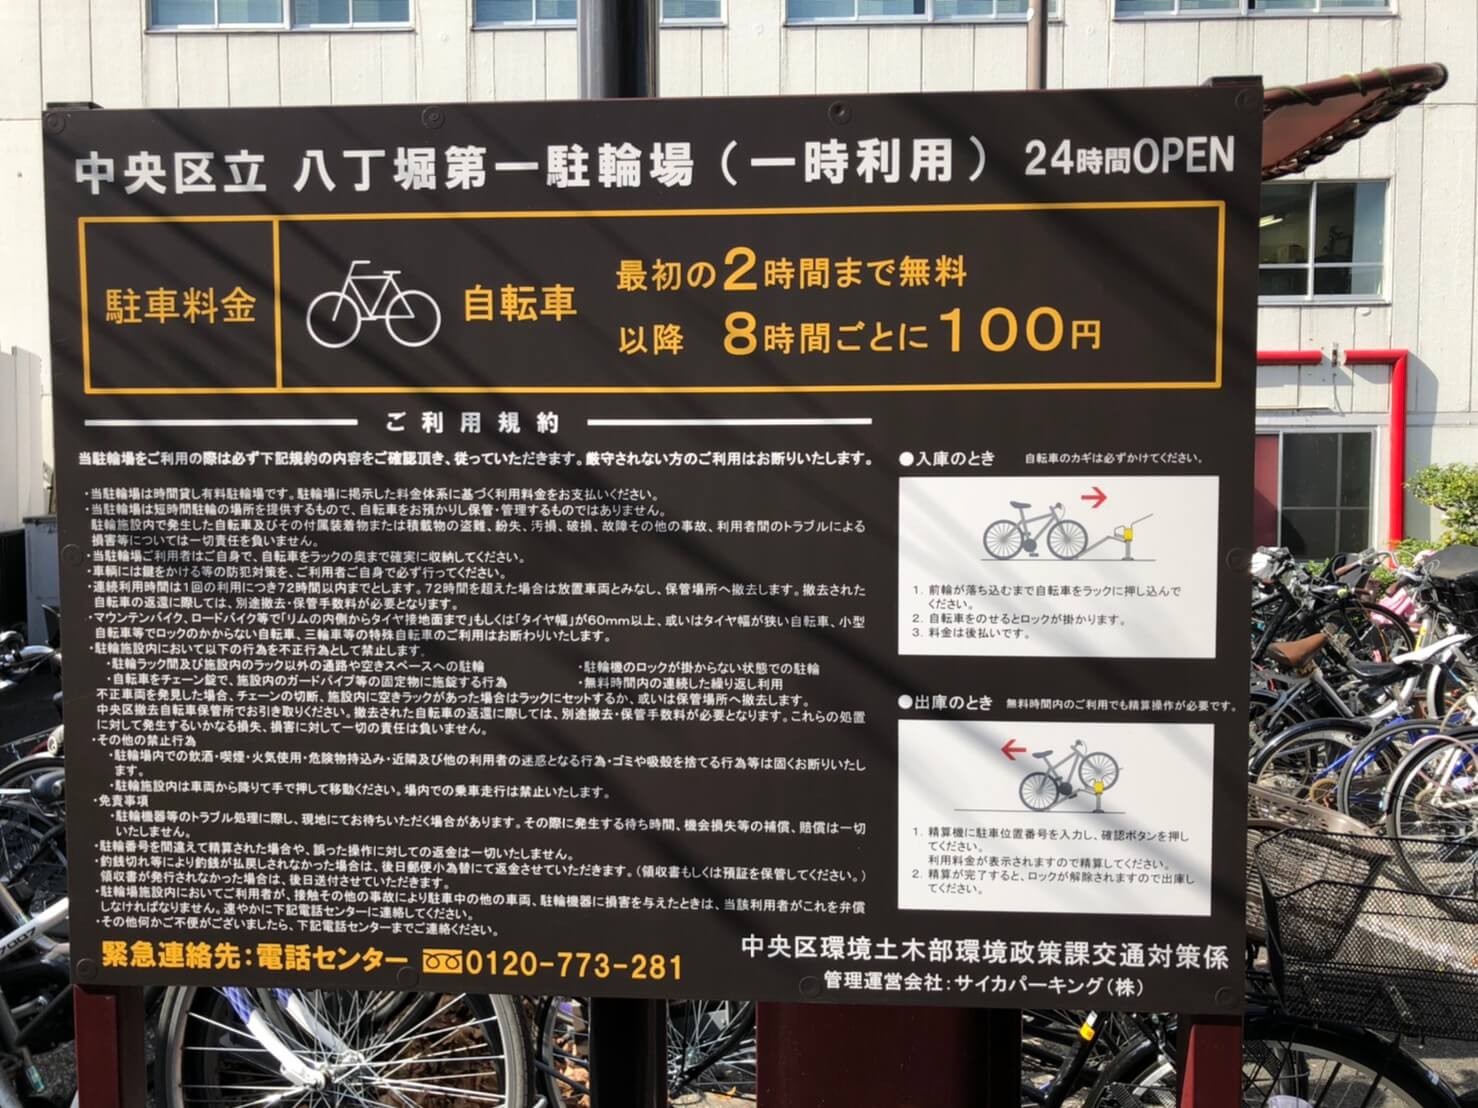 中央区立 八丁堀第一駐輪場(一時利用) 24時間OPEN
駐車料金
自転車
最初の2時間まで無料
以降 8時間ごとに100円
ご利用規約
当駐輪場をご利用の際は必ず下記規約の内容をご確認頂き、従っていただきます。厳守されない方のご利用はお断りいたします。
・当駐輪場は時間貸し有料駐輪場です。駐輪場に掲示した料金体系に基づく利用料金をお支払いください。
・当駐輪場は短時間駐輪の場所を提供するもので、自転車をお預かりし保管・管理するものではありません。
駐輪施設内で発生した自転車及びその付属装着物または積載物の盗難、紛失、汚損、破損、故障その他の事故、利用者間のトラブルによる
損害等については一切責任を負いません。
・当駐輪場ご利用者はご自身で、自転車をラックの奥まで確実に収納してください。
・車輌には鍵をかける等の防犯対策を、ご利用者ご自身で必ず行ってください。
・連続利用時間は1回の利用につき72時間以内までとします。72時間を超えた場合は放置車両とみなし、保管場所へ撤去します。撤去された
自転車の返還に際しては、別途撤去・保管手数料が必要となります。
・マウンテンバイク、ロードバイク等で「リムの内側からタイヤ接地面まで」もしくは「タイヤ幅」が60mm以上、或いはタイヤ幅が狭い自転車、小型
自転車等でロックのかからない自転車、三輪車等の特殊自転車のご利用はお断わりいたします。
・駐輪施設内において以下の行為を不正行為として禁止します。
・駐輪ラック間及び施設内のラック以外の通路や空きスペースへの駐輪 ・駐輪機のロックが掛からない状態での駐輪
・自転車をチェーン錠で、施設内のガードパイプ等の固定物に施錠する行為 ・無料時間内の連続した繰り返し利用
不正車両を発見した場合、チェーンの切断、施設内に空きラックがあった場合はラックにセットするか、或いは保管場所へ撤去します。
中央区撤去自転車保管所でお引き取りください。撤去された自転車の返還に際しては、別途撤去・保管手数料が必要となります。これらの処置
に対して発生するいかなる損失、損害に対して一切の責任は負いません。
・その他の禁止行為
・駐輪場内での飲酒・喫煙・火気使用・危険物持込み・近隣及び他の利用者の迷惑となる行為・ゴミや吸殻を捨てる行為等は固くお断りいたし
ます。
・駐輪施設内は車両から降りて手で押して移動ください。場内での乗車走行は禁止いたします。
・免責事項
・駐輪機器等のトラブル処理に際し、現地にてお待ちいただく場合があります。その際に発生する待ち時間、機会損失等の補償、賠償は一切
いたしません。
・駐輪番号を間違えて精算された場合や、誤った操作に対しての返金は一切いたしません。
・釣銭切れ等により釣銭が払戻しされなかった場合は、後日郵便小為替にて返金させていただきます。(領収書もしくは預証を保管してください。)
領収書が発行されなかった場合は、後日送付させていただきます。
・駐輪場施設内においてご利用者が、接触その他の事故により駐車中の他の車両、駐輪機器に損害を与えたときは、当該利用者がこれを弁償
しなければなりません。速やかに下記電話センターに連絡してください。
・その他何かご不便がございましたら、下記電話センターまでご連絡ください。
緊急連絡先:電話センター 0120-773-281
●入庫のとき 自転車のカギは必ずかけてください。
1. 前輪が落ち込むまで自転車をラックに押し込んで
ください。
2. 自転車をのせるとロックが掛かります。
3. 料金は後払いです。
●出庫のとき 無料時間内のご利用でも精算操作が必要です。
1. 精算機に駐車位置番号を入力し、確認ボタンを押し
てください。
利用料金が表示されますので精算してください。
2. 精算が完了すると、ロックが解除されますので出庫し
てください。
中央区環境土木部環境政策課交通対策係
管理運営会社:サイカパーキング(株)
7007